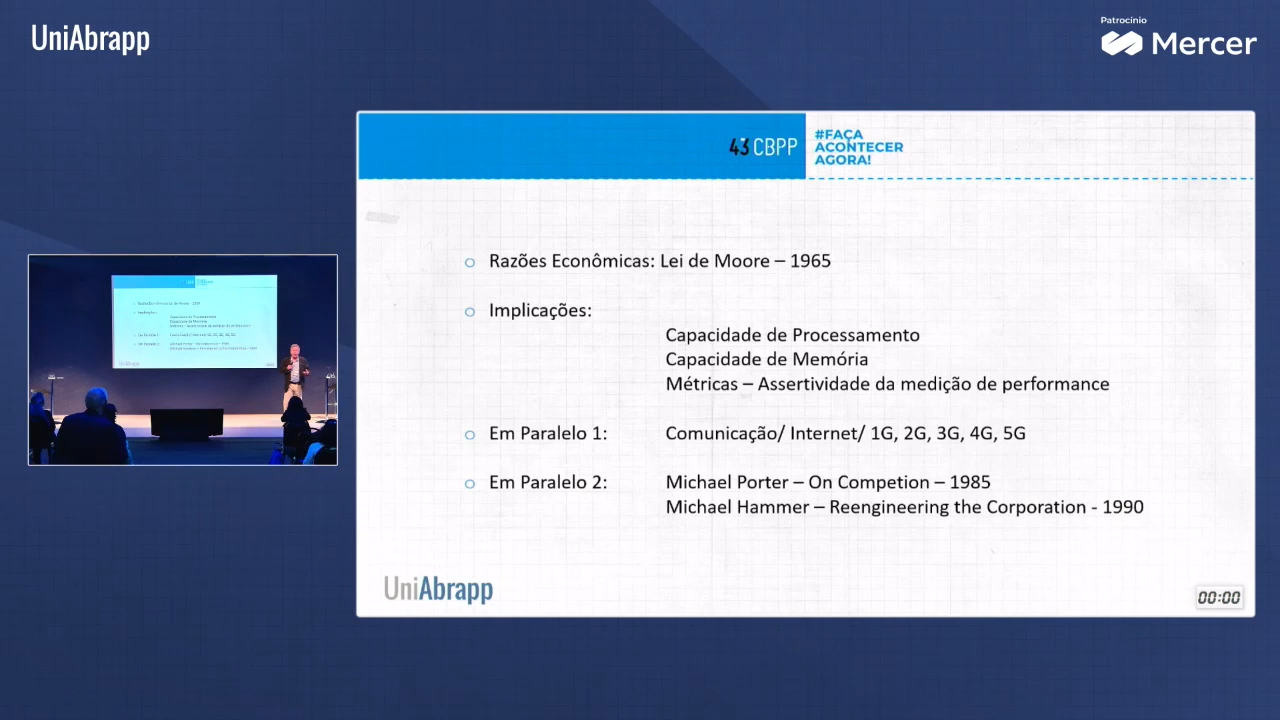 UniAbrapp
Patrocínio
Mercer
43 CBPP
#FAÇA
ACONTECER
AGORA!
Razões Econômicas: Lei de Moore – 1965
Implicações:
Capacidade de Processamento
Capacidade de Memória
Métricas – Assertividade da medição de performance
Em Paralelo 1: Comunicação/ Internet/ 1G, 2G, 3G, 4G, 5G
Em Paralelo 2: Michael Porter – On Competion – 1985
Michael Hammer – Reengineering the Corporation - 1990
UniAbrapp
00:00